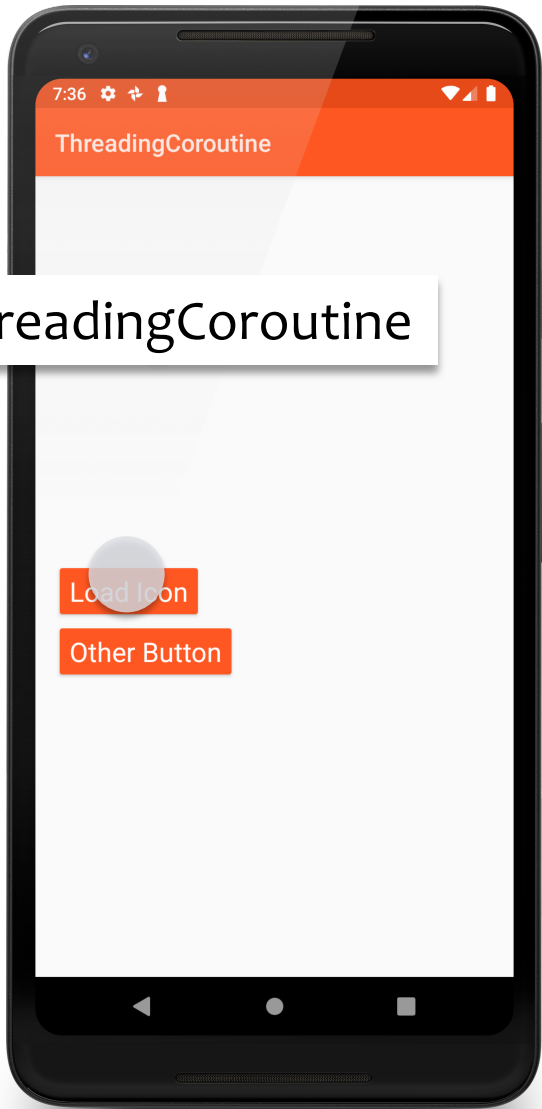 7:36
ThreadingCoroutine
readingCoroutine
Load Icon
Other Button